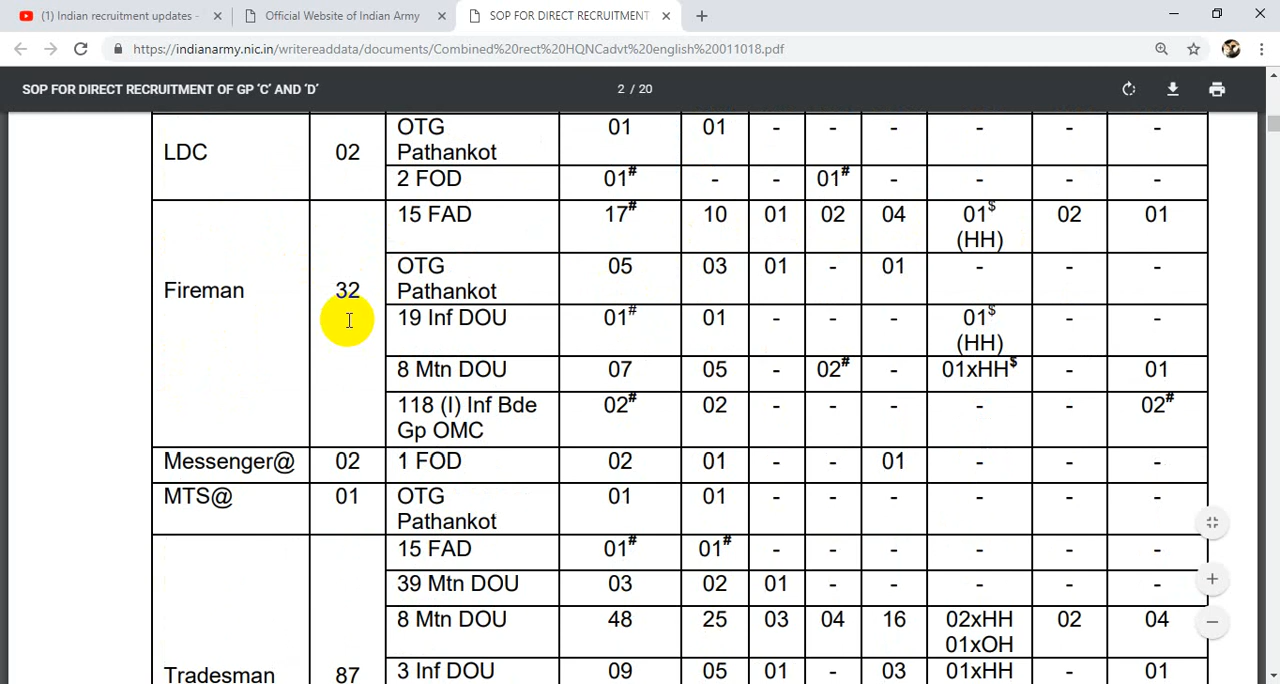 (1) Indian recruitment updates -
Official Website of Indian Army
SOP FOR DIRECT RECRUITMENT
https://indianarmy.nic.in/writereaddata/documents/Combined%20rect%20HQNCadvt%20english%20011018.pdf
SOP FOR DIRECT RECRUITMENT OF GP 'C' AND 'D'
2 / 20
LDC 02 OTG Pathankot 01 01 - - - - - -
2 FOD 01# - - 01# - - - -
Fireman 32 15 FAD 17# 10 01 02 04 01$ (HH) 02 01
OTG Pathankot 05 03 01 - 01 - - -
19 Inf DOU 01# 01 - - - 01$ (HH) - -
8 Mtn DOU 07 05 - 02# - 01xHH$ - 01
118 (I) Inf Bde Gp OMC 02# 02 - - - - - 02#
Messenger@ 02 1 FOD 02 01 - - 01 - - -
MTS@ 01 OTG Pathankot 01 01 - - - - - -
Tradesman 87 15 FAD 01# 01# - - - - - -
39 Mtn DOU 03 02 01 - - - - -
8 Mtn DOU 48 25 03 04 16 02xHH 01xOH 02 04
3 Inf DOU 09 05 01 - 03 01xHH - 01